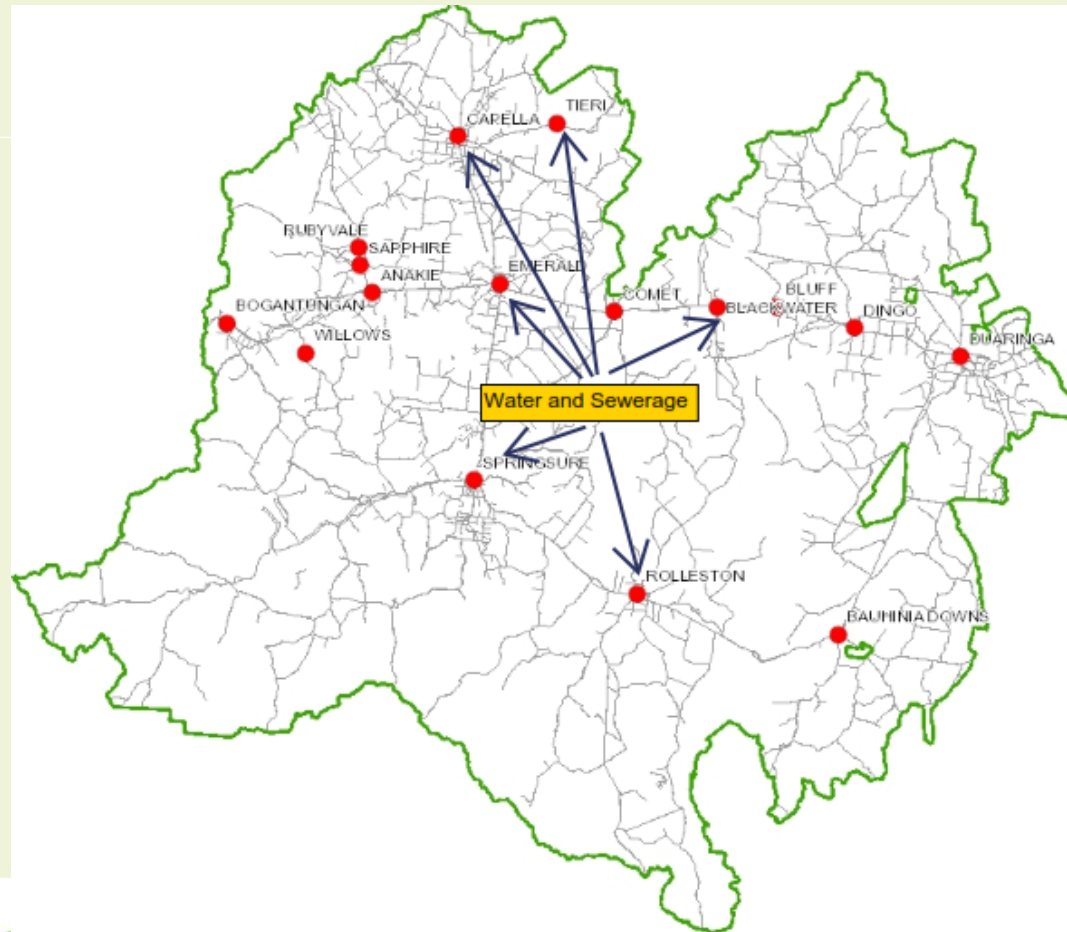 TIERI
CAPELLA
RUBYVALE
SAPPHIRE
ANAKIE
EMERALD
BOGANTUNGAN
COMET
BLUFF
BLACKWATER
DINGO
WILLOWS
DUARINGA
Water and Sewerage
SPRINGSURE
ROLLESTON
BAUHINIA DOWNS